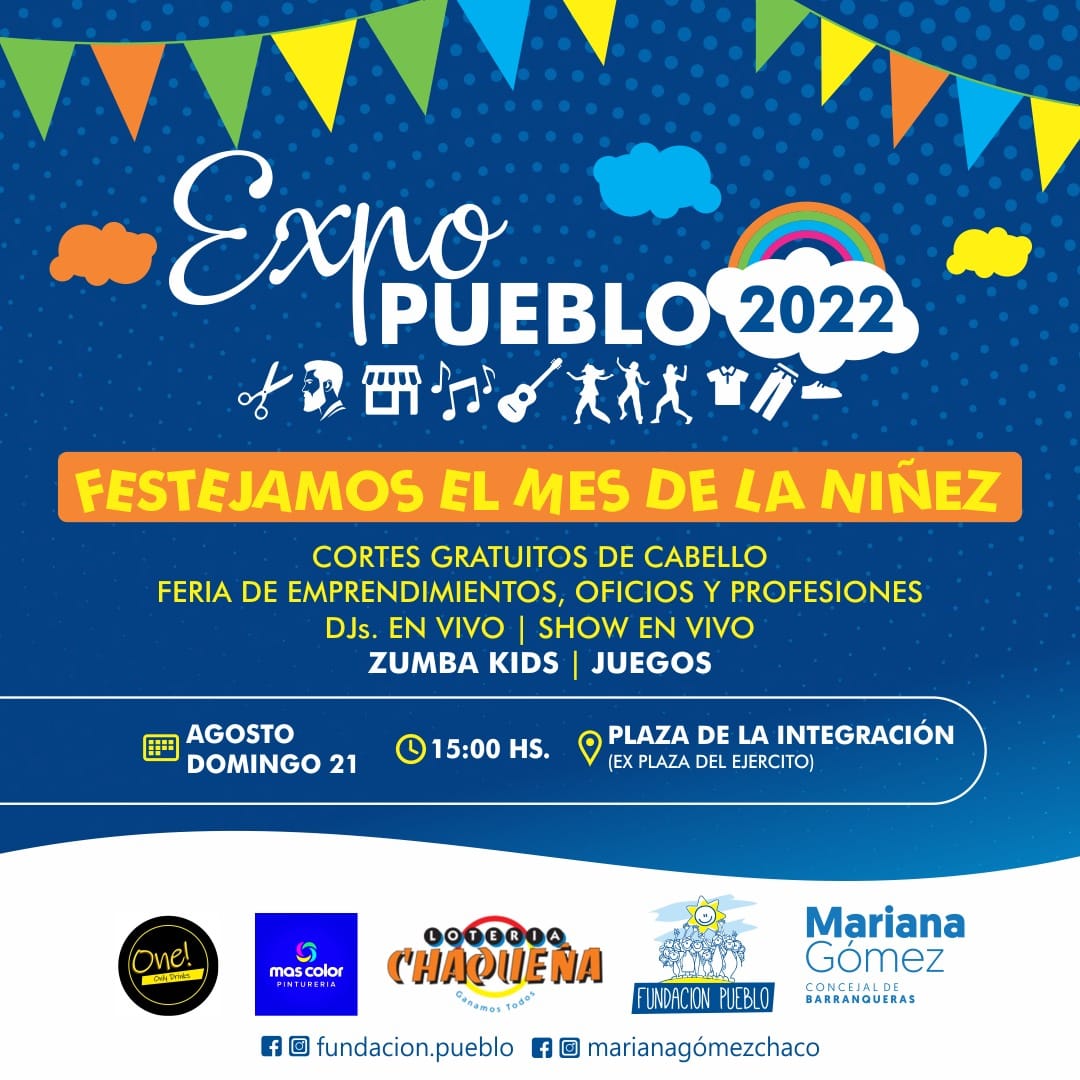 Expo
PUEBLO 2022
FESTEJAMOS EL MES DE LA NIÑEZ
CORTES GRATUITOS DE CABELLO
FERIA DE EMPRENDIMIENTOS, OFICIOS Y PROFESIONES
DJs. EN VIVO | SHOW EN VIVO
ZUMBA KIDS | JUEGOS
AGOSTO
DOMINGO 21
15:00 HS.
PLAZA DE LA INTEGRACIÓN
(EX PLAZA DEL EJERCITO)
One!
Only Drinks
mas color
PINTURERIA
LOTERIA
CHAQUEÑA
Ganamos Todos
FUNDACION PUEBLO
Mariana
Gómez
CONCEJAL DE
BARRANQUERAS
fundacion.pueblo
marianagómezchaco